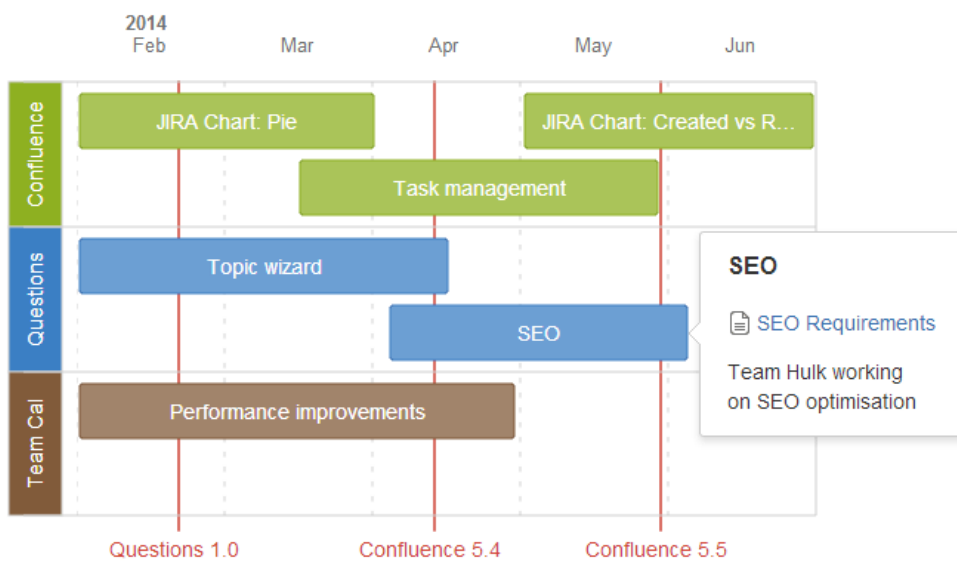 2014
Feb Mar Apr May Jun
Confluence
JIRA Chart: Pie
JIRA Chart: Created vs R...
Task management
Questions
Topic wizard
SEO
SEO
SEO Requirements
Team Hulk working
on SEO optimisation
Team Cal
Performance improvements
Questions 1.0 Confluence 5.4 Confluence 5.5